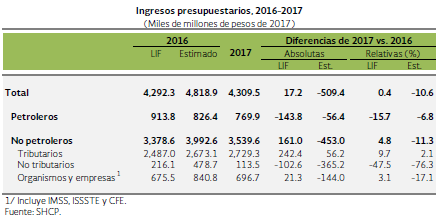 Ingresos presupuestarios, 2016-2017
(Miles de millones de pesos de 2017)
2016 2017 Diferencias de 2017 vs. 2016
Absolutas Relativas (%)
LIF Estimado LIF Est. LIF Est.
Total 4,292.3 4,818.9 4,309.5 17.2 -509.4 0.4 -10.6
Petroleros 913.8 826.4 769.9 -143.8 -56.4 -15.7 -6.8
No petroleros 3,378.6 3,992.6 3,539.6 161.0 -453.0 4.8 -11.3
Tributarios 2,487.0 2,673.1 2,729.3 242.4 56.2 9.7 2.1
No tributarios 216.1 478.7 113.5 -102.6 -365.2 -47.5 -76.3
Organismos y empresas 1 675.5 840.8 696.7 21.3 -144.0 3.1 -17.1
1/ Incluye IMSS, ISSSTE y CFE.
Fuente: SHCP.